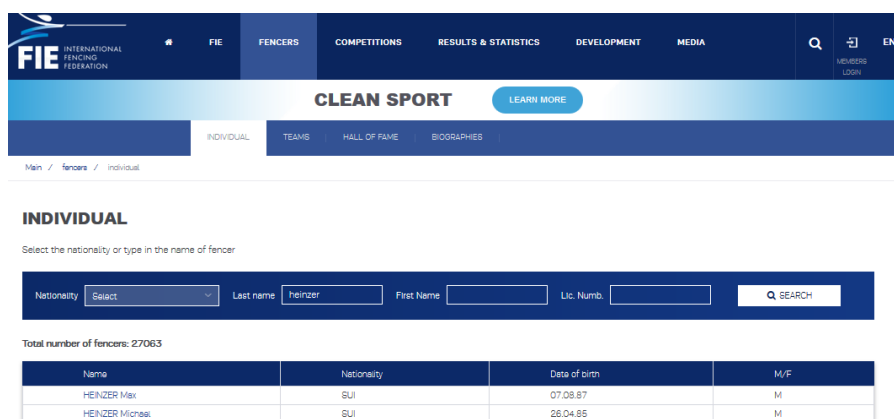 FIE INTERNATIONAL FENCING FEDERATION
FIE FENCERS COMPETITIONS RESULTS & STATISTICS DEVELOPMENT MEDIA MEMBERS LOGIN EN
CLEAN SPORT LEARN MORE
INDIVIDUAL TEAMS HALL OF FAME BIOGRAPHIES
Main / fencers / individual
INDIVIDUAL
Select the nationality or type in the name of fencer
Nationality Select Last name heinzer First Name Lic. Numb. SEARCH
Total number of fencers: 27063
Name Nationality Date of birth M/F
HEINZER Max SUI 07.08.87 M
HEINZER Michael SUI 26.04.85 M